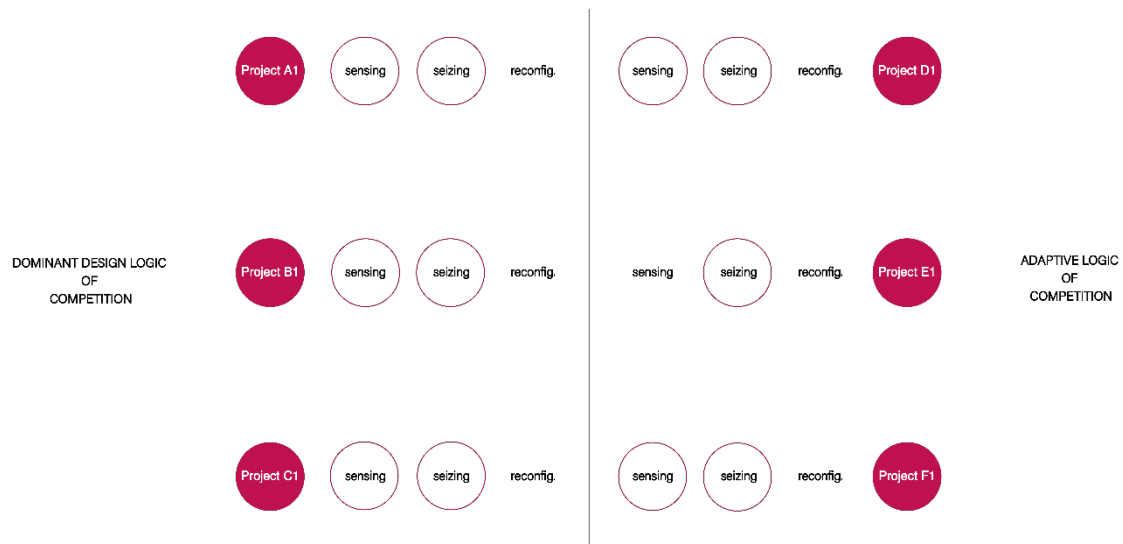 Project A1 sensing seizing reconfig. sensing seizing reconfig. Project D1
DOMINANT DESIGN LOGIC
OF
COMPETITION
Project B1 sensing seizing reconfig. sensing seizing reconfig. Project E1
ADAPTIVE LOGIC
OF
COMPETITION
Project C1 sensing seizing reconfig. sensing seizing reconfig. Project F1